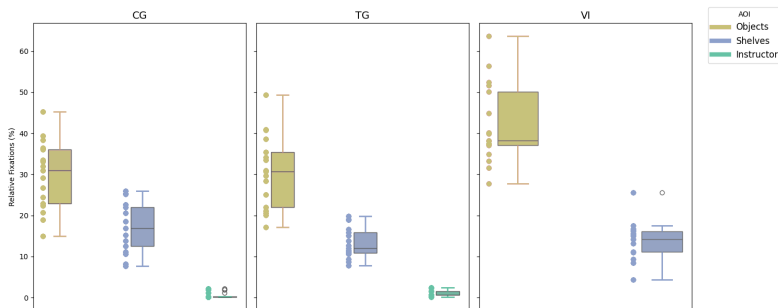 CG
TG
VI
AOI
Objects
Shelves
Instructor
Relative Fixations (%)
60
50
40
30
20
10
0